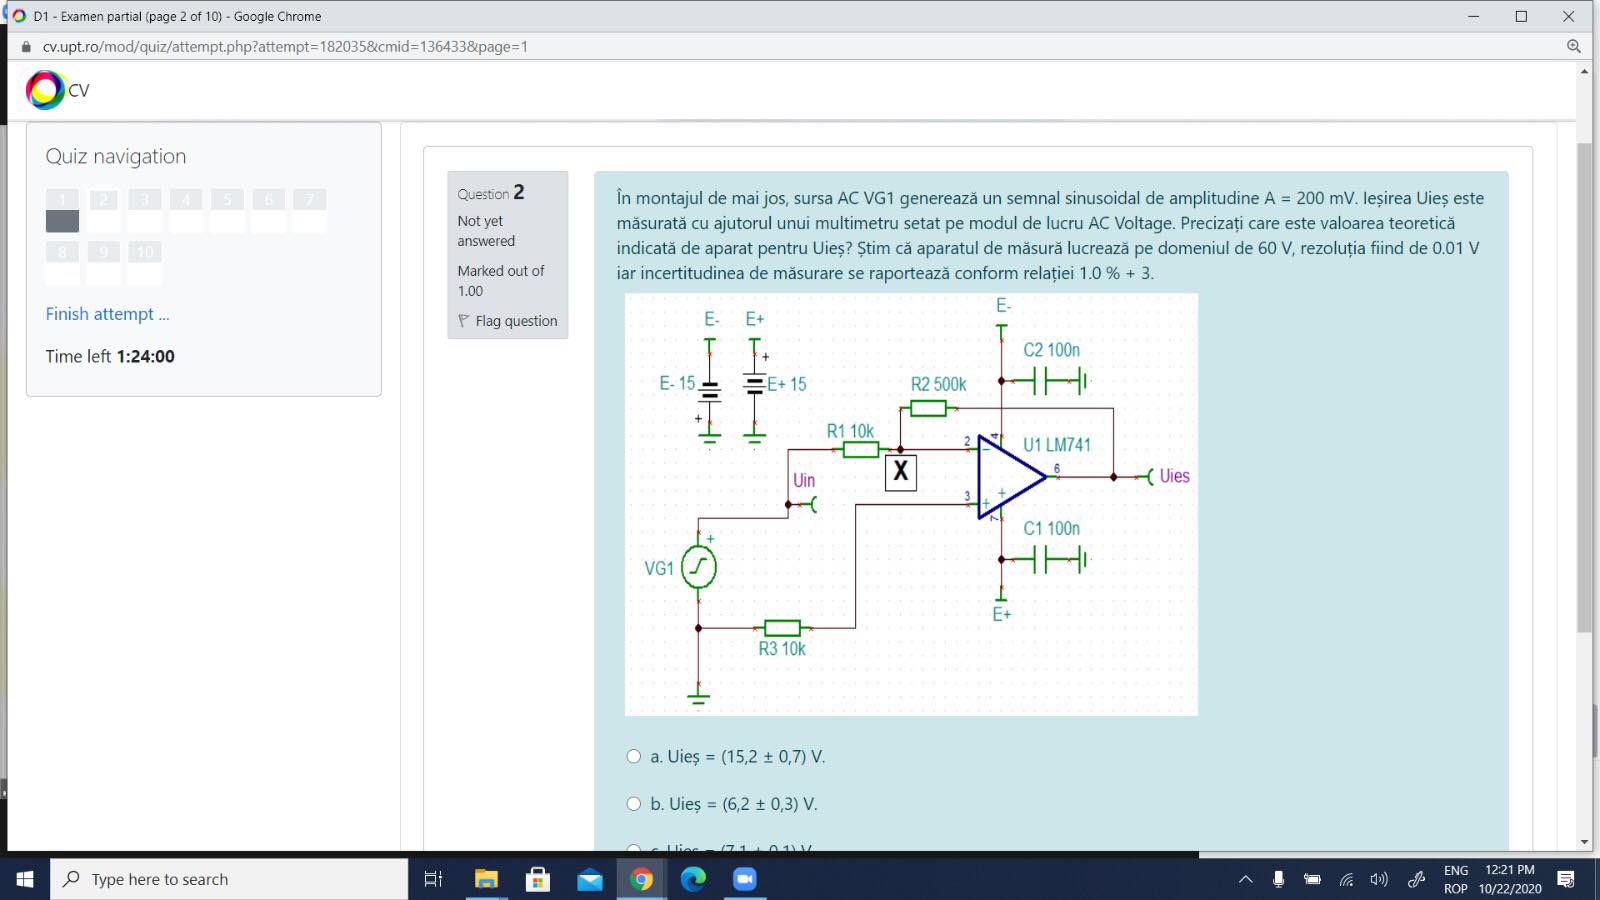 D1 - Examen partial (page 2 of 10) - Google Chrome
cv.upt.ro/mod/quiz/attempt.php?attempt=182035&cmid=136433&page=1
CV
Quiz navigation
1 2 3 4 5 6 7
8 9 10
Finish attempt ...
Time left 1:24:00
Question 2
Not yet
answered
Marked out of
1.00
Flag question
În montajul de mai jos, sursa AC VG1 generează un semnal sinusoidal de amplitudine A = 200 mV. Ieșirea Uieș este
măsurată cu ajutorul unui multimetru setat pe modul de lucru AC Voltage. Precizați care este valoarea teoretică
indicată de aparat pentru Uieș? Știm că aparatul de măsură lucrează pe domeniul de 60 V, rezoluția fiind de 0.01 V
iar incertitudinea de măsurare se raportează conform relației 1.0 % + 3.
E- E+ E-
C2 100n
E- 15 + E+ 15 R2 500k
+
R1 10k 2 4 U1 LM741
X 6 Uies
Uin 3 7
C1 100n
+
VG1
E+
R3 10k
a. Uieș = (15,2 ± 0,7) V.
b. Uieș = (6,2 ± 0,3) V.
c. Uieș = (7,1 ± 0,1) V.
Type here to search
ENG 12:21 PM
ROP 10/22/2020